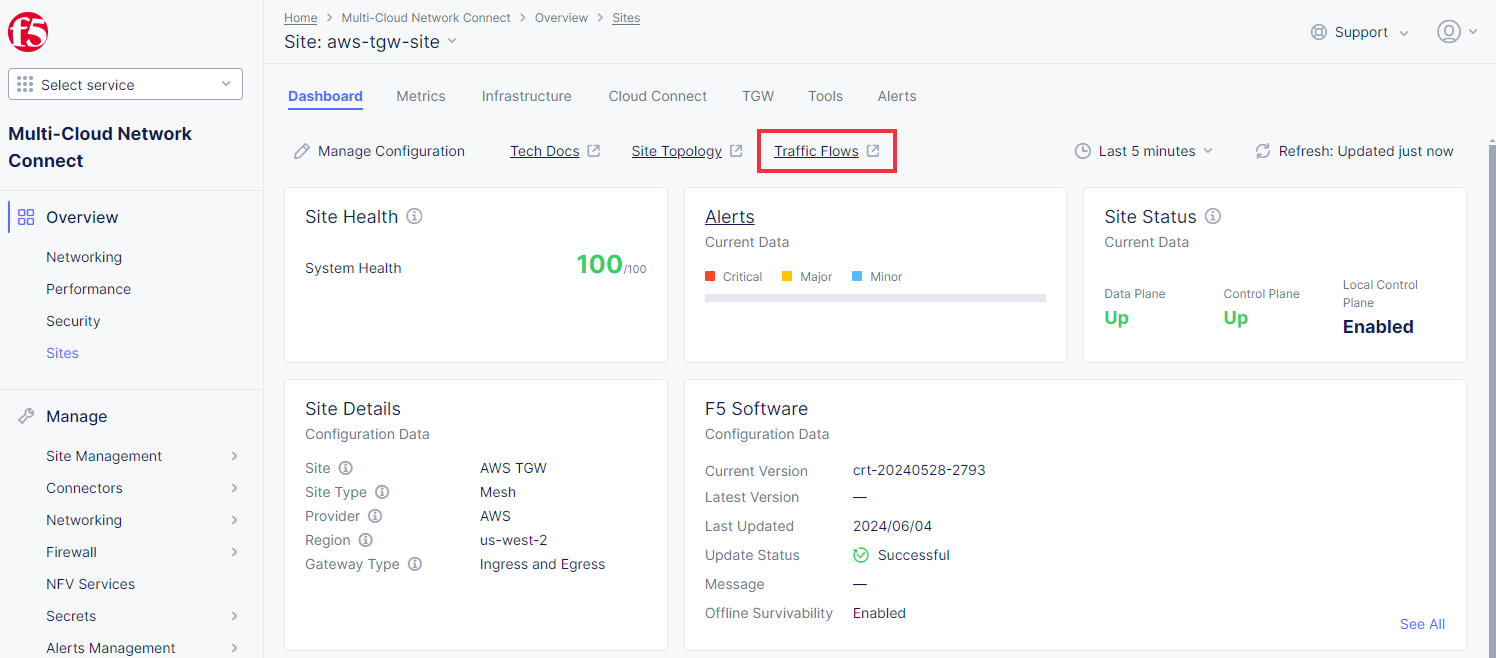 f5
Select service
Multi-Cloud Network
Connect
Overview
Networking
Performance
Security
Sites
Manage
Site Management
Connectors
Networking
Firewall
NFV Services
Secrets
Alerts Management
Home > Multi-Cloud Network Connect > Overview > Sites
Site: aws-tgw-site
Support
Dashboard Metrics Infrastructure Cloud Connect TGW Tools Alerts
Manage Configuration Tech Docs Site Topology Traffic Flows Last 5 minutes Refresh: Updated just now
Site Health
System Health 100/100
Alerts
Current Data
Critical Major Minor
Site Status
Current Data
Data Plane
Up
Control Plane
Up
Local Control
Plane
Enabled
Site Details
Configuration Data
Site AWS TGW
Site Type Mesh
Provider AWS
Region us-west-2
Gateway Type Ingress and Egress
F5 Software
Configuration Data
Current Version crt-20240528-2793
Latest Version —
Last Updated 2024/06/04
Update Status Successful
Message —
Offline Survivability Enabled
See All